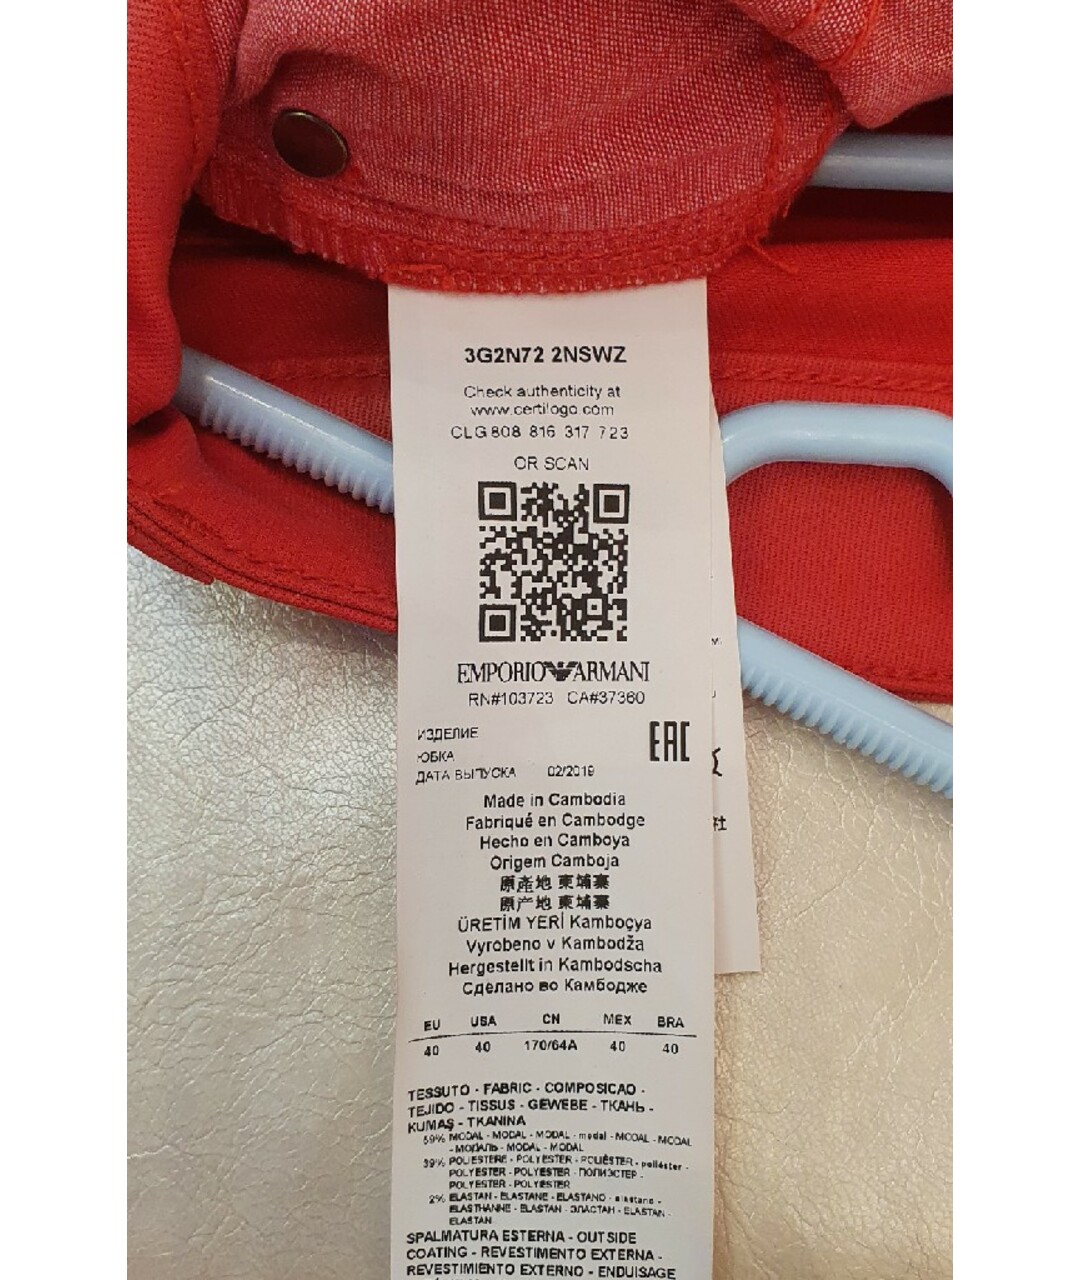 3G2N72 2NSWZ
Check authenticity at
www.certilogo.com
CLG 808 816 317 723
OR SCAN
EMPORIO ARMANI
RN#103723 CA#37360
ИЗДЕЛИЕ
ЮБКА
ДАТА ВЫПУСКА 02/2019
EAC
Made in Cambodia
Fabriqué en Cambodge
Hecho en Camboya
Origem Camboja
原產地 柬埔寨
原产地 柬埔寨
ÜRETİM YERİ Kamboçya
Vyrobeno v Kambodža
Hergestellt in Kambodscha
Сделано во Камбодже
EU USA CN MEX BRA
40 40 170/64A 40 40
TESSUTO - FABRIC - COMPOSICAO -
TEJIDO - TISSUS - GEWEBE - ТКАНЬ -
KUMAŞ - TKANINA
59% MODAL - MODAL - MODAL - modal - MODAL - MODAL
- МОДАЛЬ - MODAL - MODAL
39% POLIESTERE - POLYESTER - POLIÉSTER - poliéster -
POLYESTER - POLYESTER - ПОЛИЭСТЕР -
POLYESTER - POLYESTER
2% ELASTAN - ELASTANE - ELASTANO - elastano -
ELASTHANNE - ELASTAN - ЭЛАСТАН - ELASTAN -
ELASTAN
SPALMATURA ESTERNA - OUTSIDE
COATING - REVESTIMENTO EXTERNA -
REVESTIMIENTO EXTERNO - ENDUISAGE
社